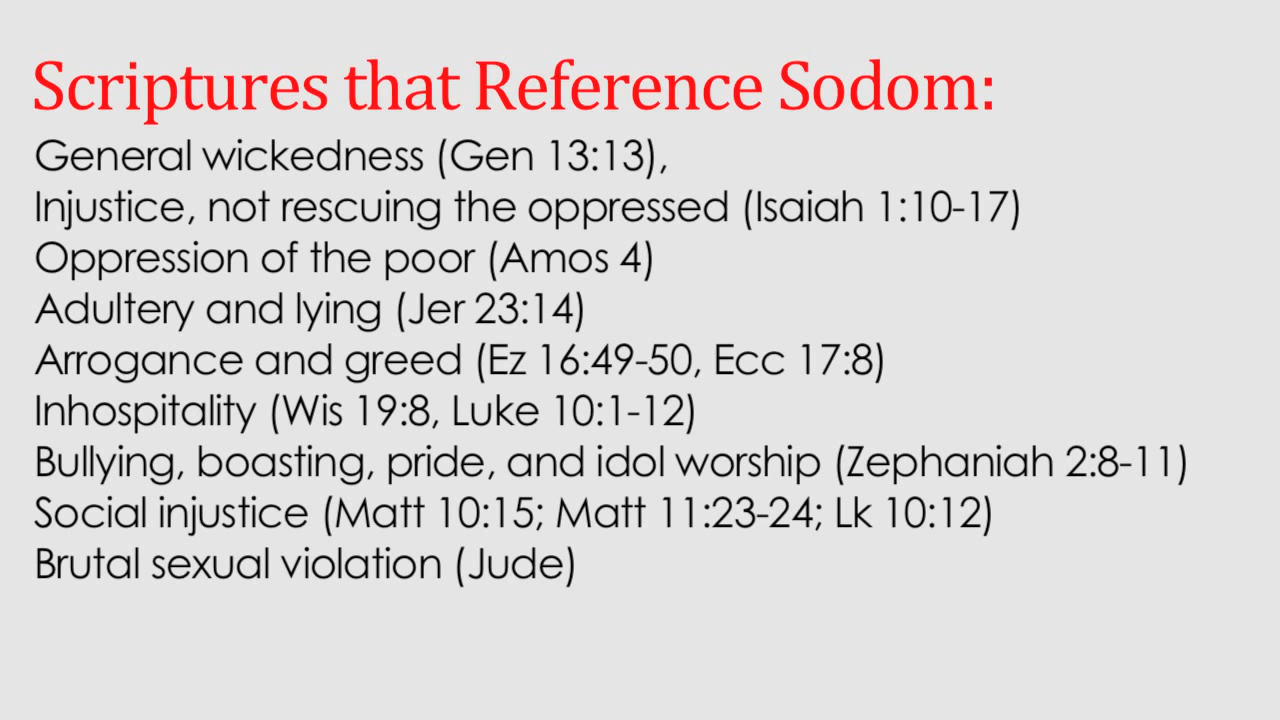 Scriptures that Reference Sodom:
General wickedness (Gen 13:13),
Injustice, not rescuing the oppressed (Isaiah 1:10-17)
Oppression of the poor (Amos 4)
Adultery and lying (Jer 23:14)
Arrogance and greed (Ez 16:49-50, Ecc 17:8)
Inhospitality (Wis 19:8, Luke 10:1-12)
Bullying, boasting, pride, and idol worship (Zephaniah 2:8-11)
Social injustice (Matt 10:15; Matt 11:23-24; Lk 10:12)
Brutal sexual violation (Jude)